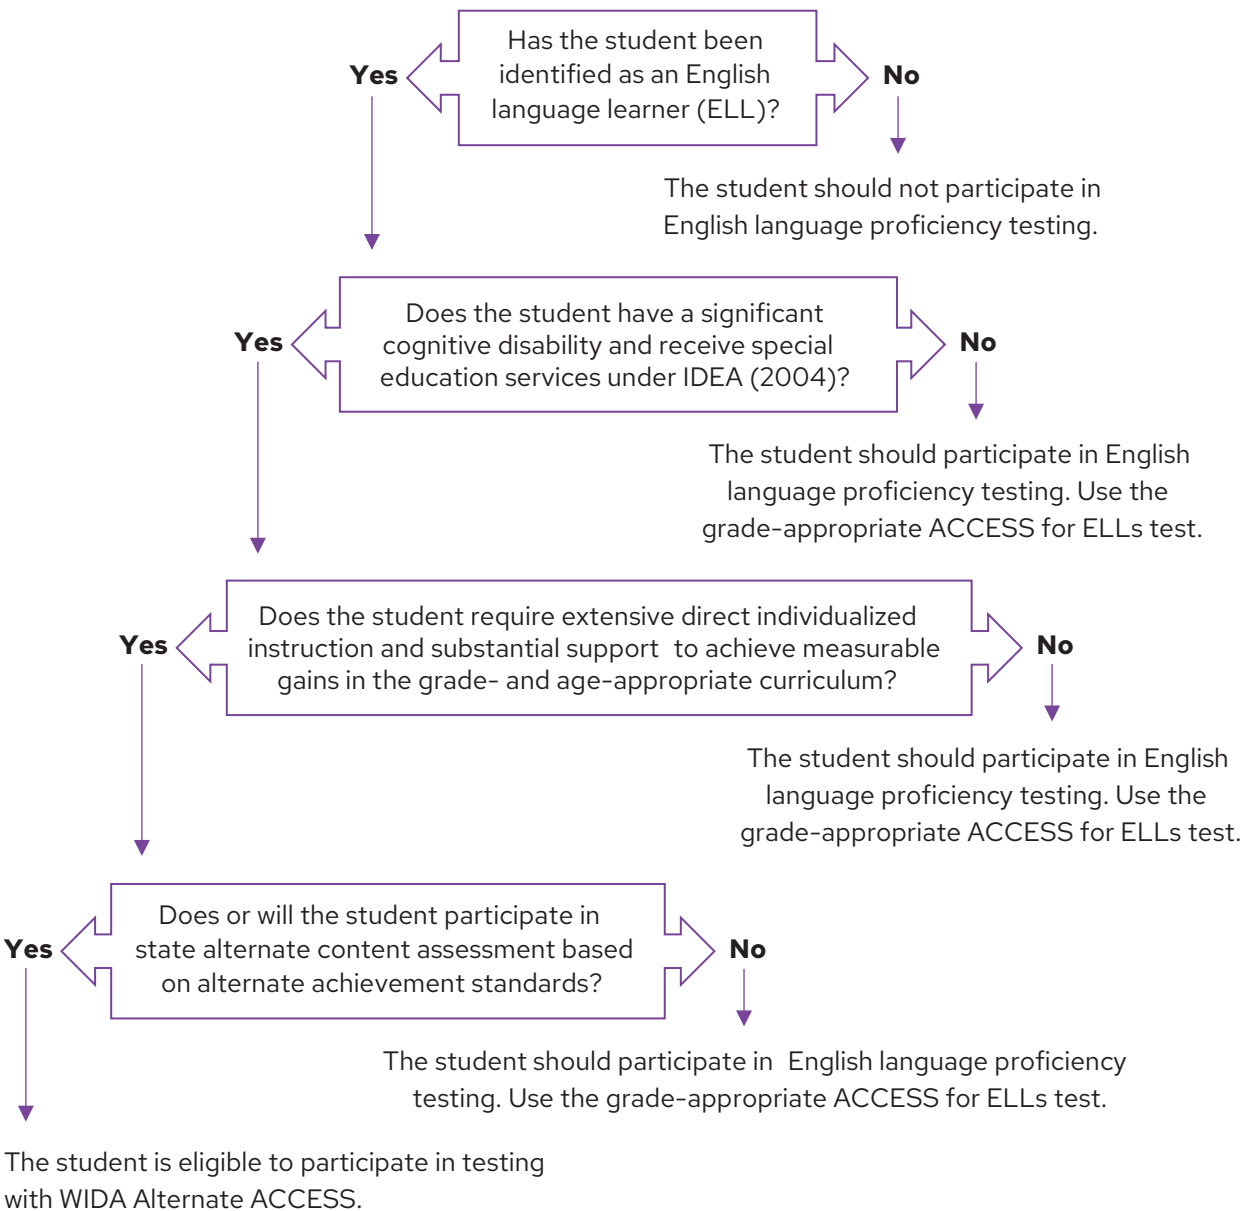 Has the student been
identified as an English
language learner (ELL)?
Yes
No
The student should not participate in
English language proficiency testing.
Does the student have a significant
cognitive disability and receive special
education services under IDEA (2004)?
Yes
No
The student should participate in English
language proficiency testing. Use the
grade-appropriate ACCESS for ELLs test.
Does the student require extensive direct individualized
instruction and substantial support to achieve measurable
gains in the grade- and age-appropriate curriculum?
Yes
No
The student should participate in English
language proficiency testing. Use the
grade-appropriate ACCESS for ELLs test.
Does or will the student participate in
state alternate content assessment based
on alternate achievement standards?
Yes
No
The student should participate in English language proficiency
testing. Use the grade-appropriate ACCESS for ELLs test.
The student is eligible to participate in testing
with WIDA Alternate ACCESS.